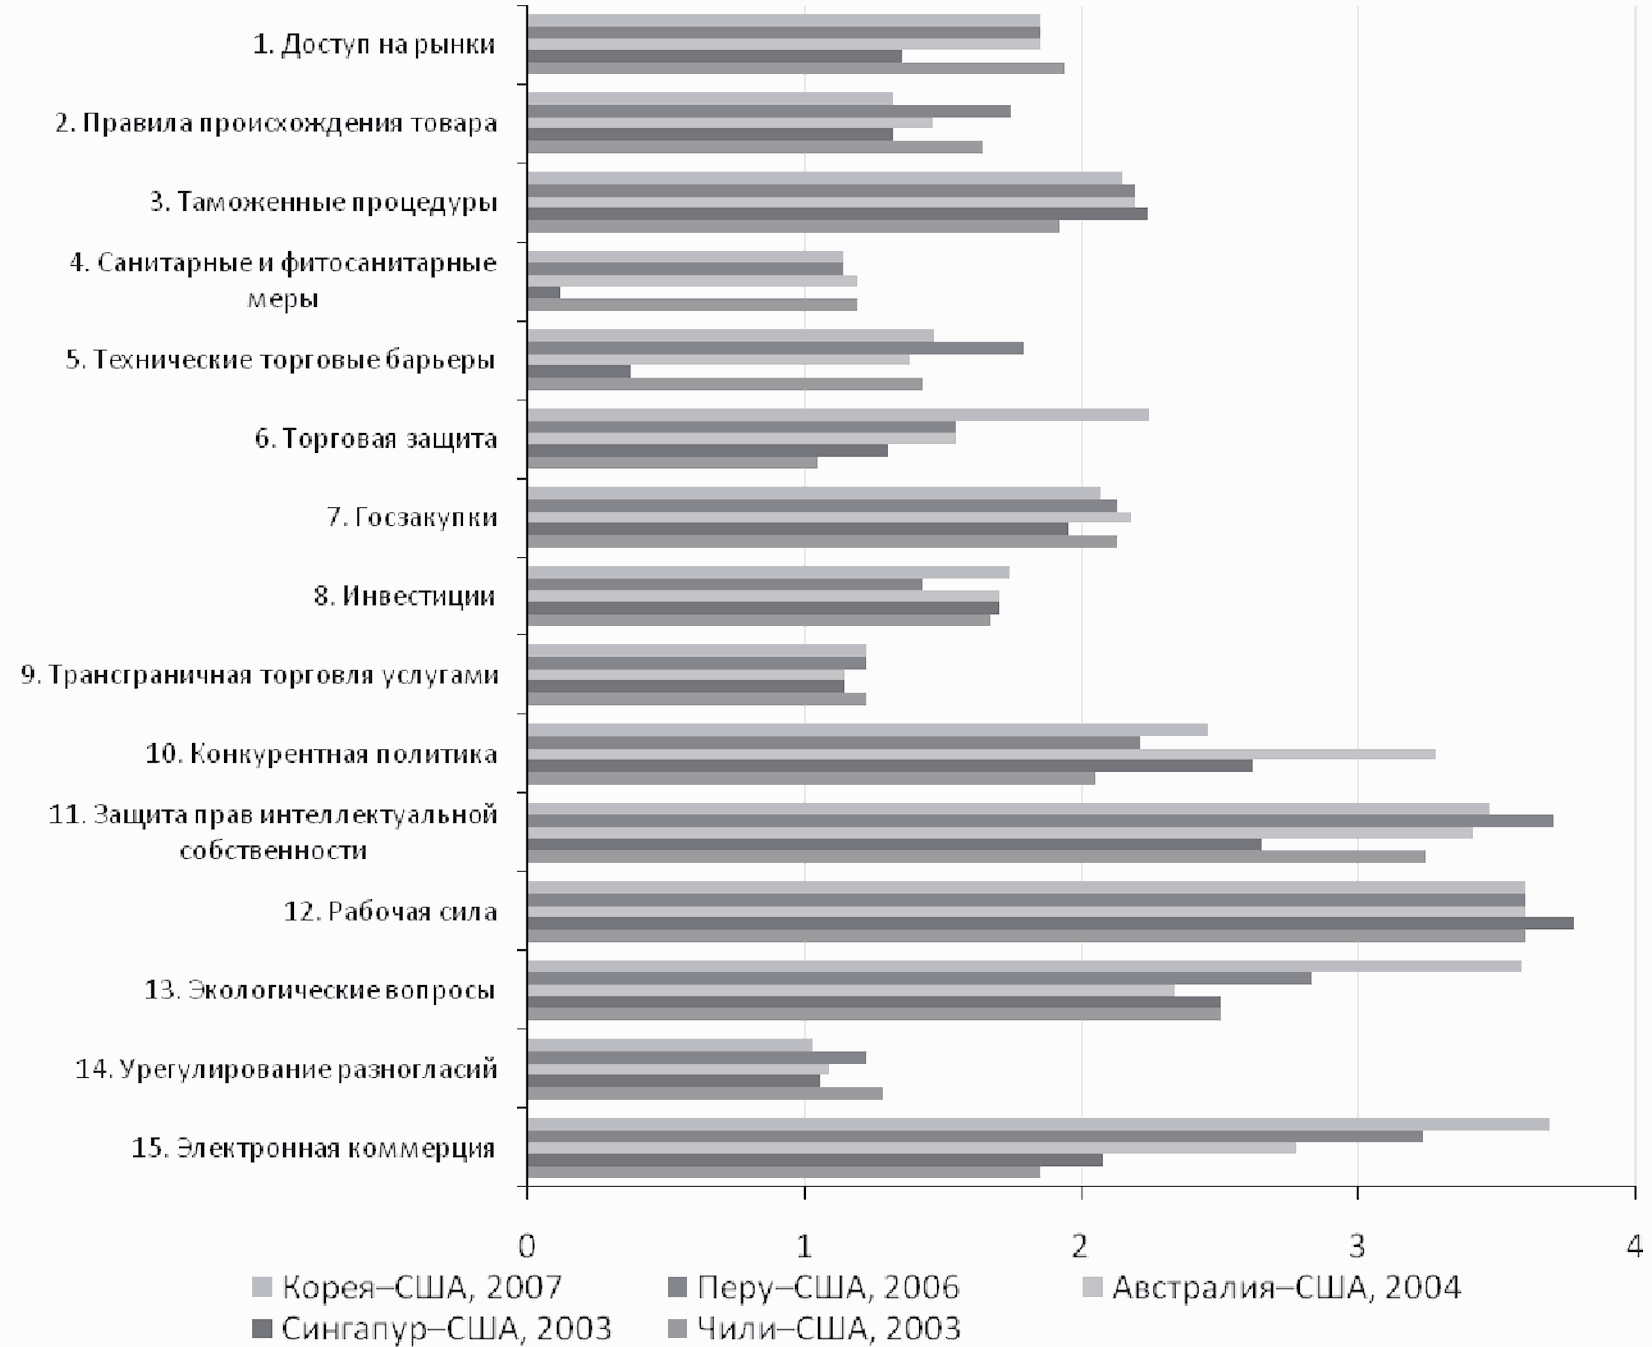 1. Доступ на рынки
2. Правила происхождения товара
3. Таможенные процедуры
4. Санитарные и фитосанитарные
меры
5. Технические торговые барьеры
6. Торговая защита
7. Госзакупки
8. Инвестиции
9. Трансграничная торговля услугами
10. Конкурентная политика
11. Защита прав интеллектуальной
собственности
12. Рабочая сила
13. Экологические вопросы
14. Урегулирование разногласий
15. Электронная коммерция
0 1 2 3 4
Корея–США, 2007 Перу–США, 2006 Австралия–США, 2004
Сингапур–США, 2003 Чили–США, 2003